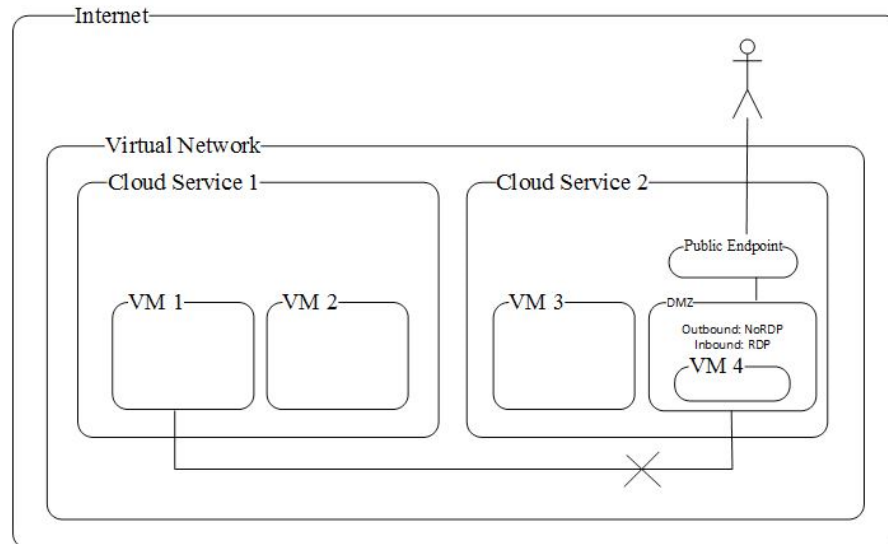 Internet
Virtual Network
Cloud Service 1
Cloud Service 2
Public Endpoint
VM 1
VM 2
VM 3
DMZ
Outbound: NoRDP
Inbound: RDP
VM 4